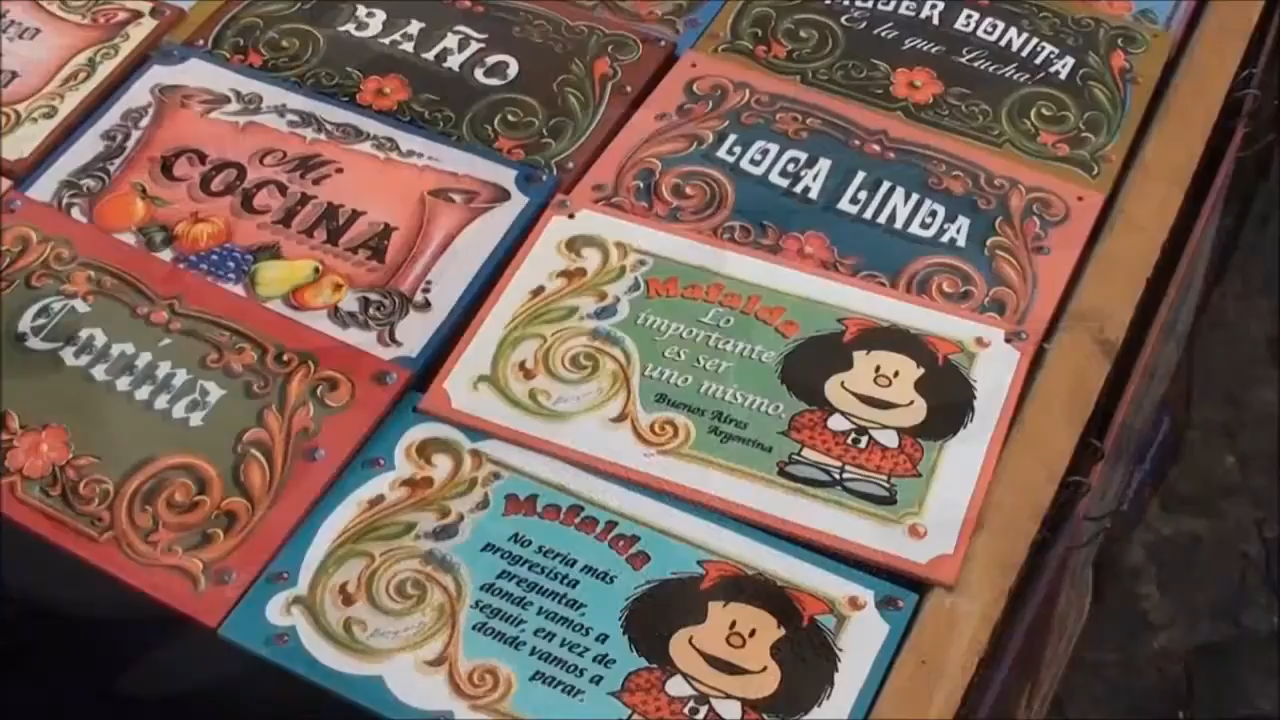 BAÑO
BONITA
Es la que Lucha!
Mi
COCINA
LOCA LINDA
Cocina
Mafalda
Lo
importante
es ser
uno mismo.
Buenos Aires
Argentina
Mafalda
No sería más
progresista
preguntar,
donde vamos a
seguir, en vez de
donde vamos a
parar.